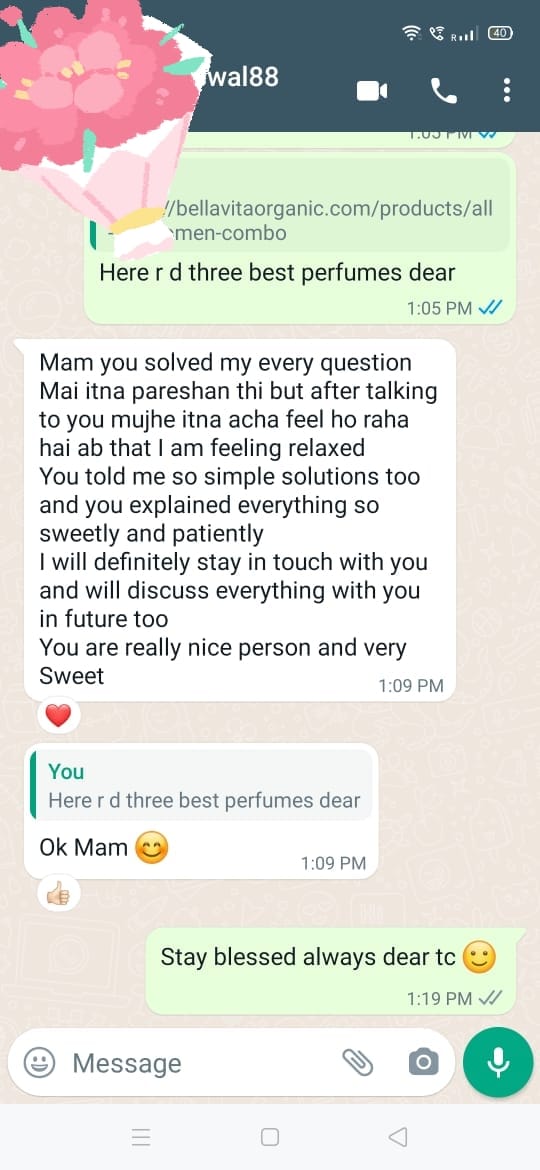 40
wal88
R
1:05 PM
//bellavitaorganic.com/products/all
men-combo
Here r d three best perfumes dear
1:05 PM
Mam you solved my every question
Mai itna pareshan thi but after talking
to you mujhe itna acha feel ho raha
hai ab that I am feeling relaxed
You told me so simple solutions too
and you explained everything so
sweetly and patiently
I will definitely stay in touch with you
and will discuss everything with you
in future too
You are really nice person and very
Sweet
1:09 PM
You
Here r d three best perfumes dear
Ok Mam 😊
1:09 PM
Stay blessed always dear tc 🙂
1:19 PM
Message